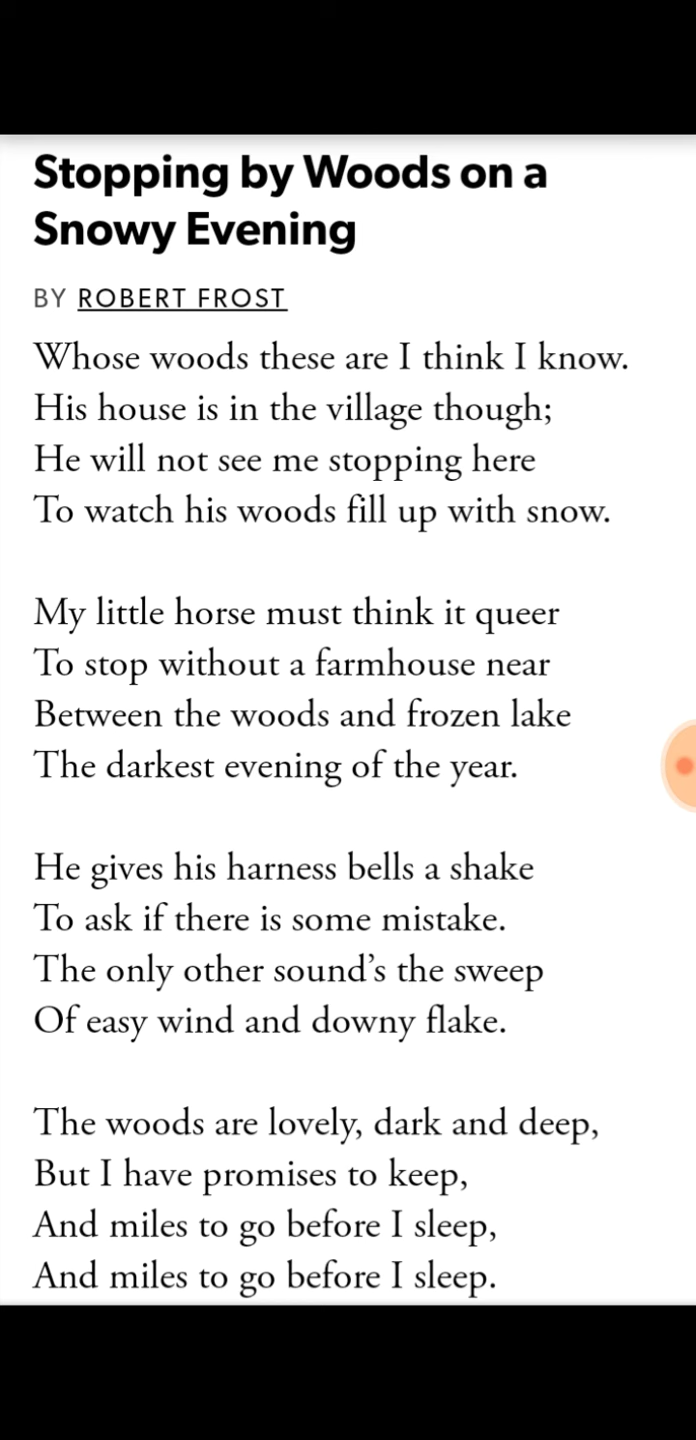 Stopping by Woods on a
Snowy Evening
BY ROBERT FROST
Whose woods these are I think I know.
His house is in the village though;
He will not see me stopping here
To watch his woods fill up with snow.
My little horse must think it queer
To stop without a farmhouse near
Between the woods and frozen lake
The darkest evening of the year.
He gives his harness bells a shake
To ask if there is some mistake.
The only other sound’s the sweep
Of easy wind and downy flake.
The woods are lovely, dark and deep,
But I have promises to keep,
And miles to go before I sleep,
And miles to go before I sleep.